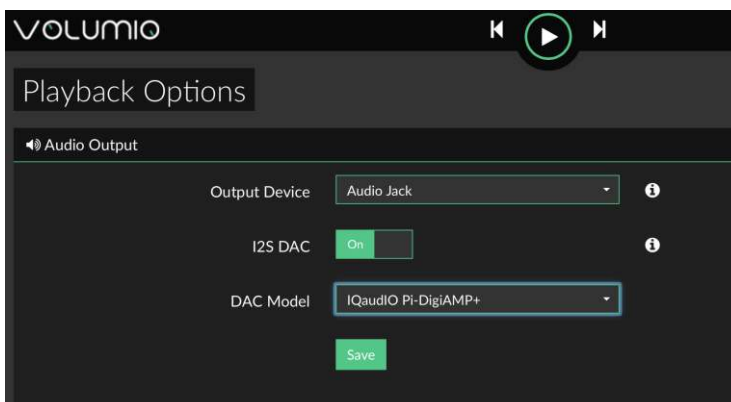 VOLUMIO
Playback Options
Audio Output
Output Device Audio Jack
I2S DAC On
DAC Model IQaudIO Pi-DigiAMP+
Save